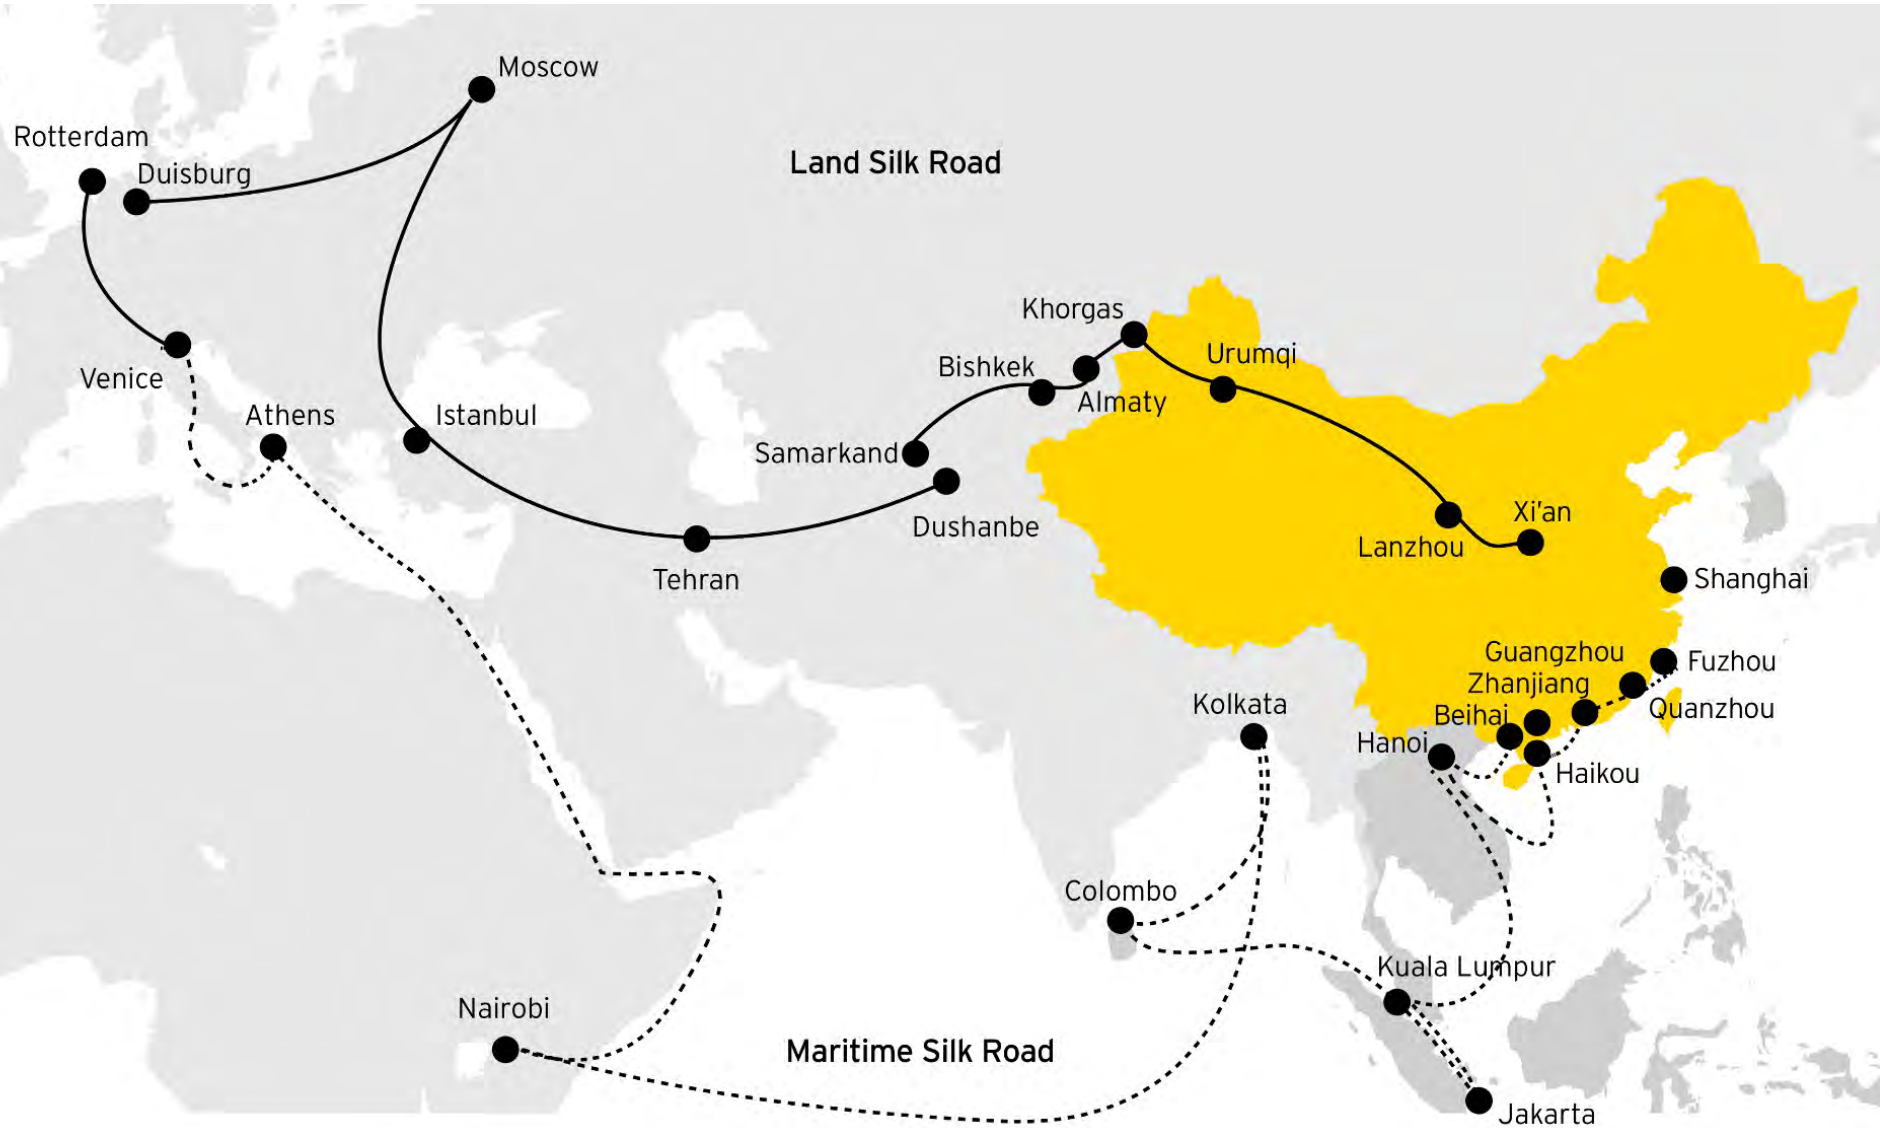 Moscow
Rotterdam
Land Silk Road
Duisburg
Khorgas
Urumqi
Bishkek
Venice
Almaty
Athens
Istanbul
Samarkand
Xi'an
Dushanbe
Lanzhou
Tehran
Shanghai
Guangzhou
Fuzhou
Zhanjiang
Kolkata
Quanzhou
Beihai
Hanoi
Haikou
Colombo
Kuala Lumpur
Nairobi
Maritime Silk Road
Jakarta